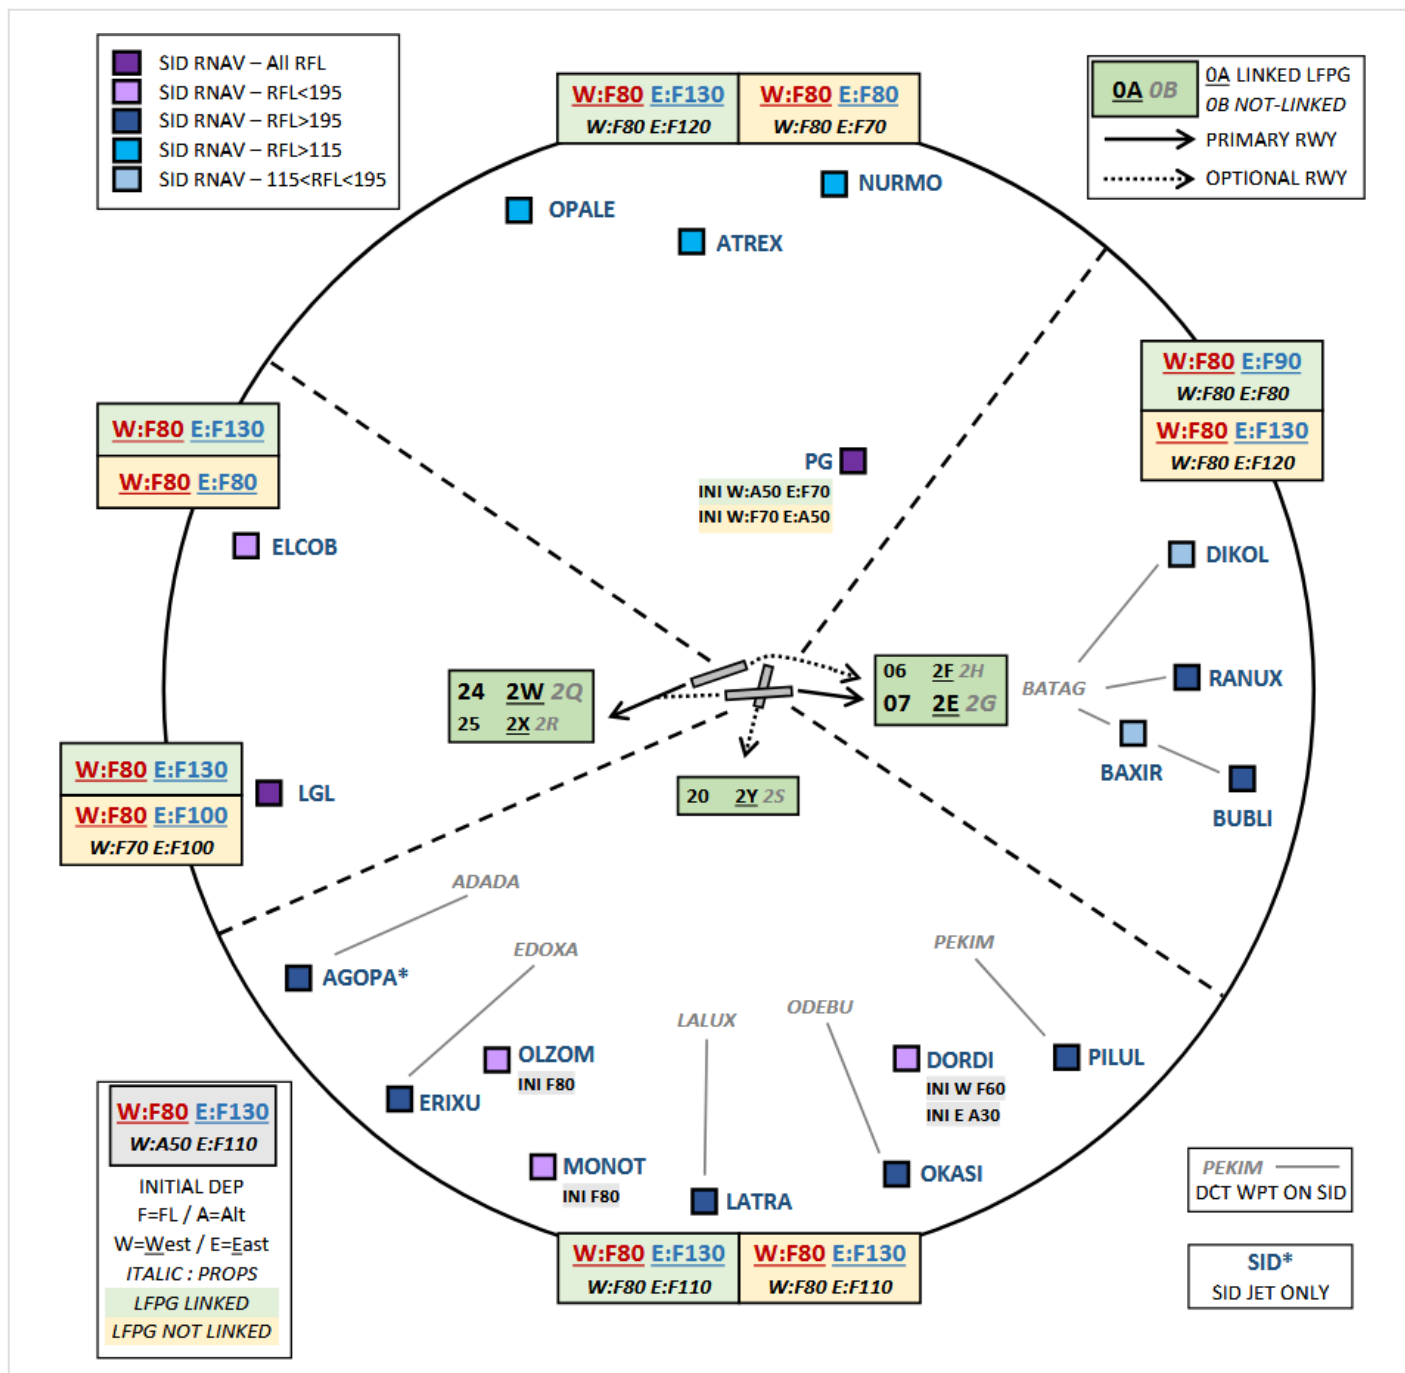 SID RNAV – All RFL
SID RNAV – RFL<195
SID RNAV – RFL>195
SID RNAV – RFL>115
SID RNAV – 115<RFL<195
W:F80 E:F130
W:F80 E:F120
W:F80 E:F80
W:F80 E:F70
0A 0B
0A LINKED LFPG
0B NOT-LINKED
PRIMARY RWY
OPTIONAL RWY
NURMO
OPALE
ATREX
W:F80 E:F90
W:F80 E:F80
W:F80 E:F130
W:F80 E:F120
W:F80 E:F130
W:F80 E:F80
PG
INI W:A50 E:F70
INI W:F70 E:A50
ELCOB
DIKOL
24 2W 2Q
25 2X 2R
06 2F 2H
07 2E 2G
BATAG
RANUX
BAXIR
BUBLI
20 2Y 2S
W:F80 E:F130
W:F80 E:F100
W:F70 E:F100
LGL
ADADA
AGOPA*
EDOXA
PEKIM
ODEBU
LALUX
OLZOM
INI F80
ERIXU
DORDI
INI W F60
INI E A30
PILUL
MONOT
INI F80
LATRA
OKASI
W:F80 E:F130
W:F80 E:F110
W:F80 E:F130
W:F80 E:F110
W:F80 E:F130
W:A50 E:F110
INITIAL DEP
F=FL / A=Alt
W=West / E=East
ITALIC : PROPS
LFPG LINKED
LFPG NOT LINKED
PEKIM
DCT WPT ON SID
SID*
SID JET ONLY